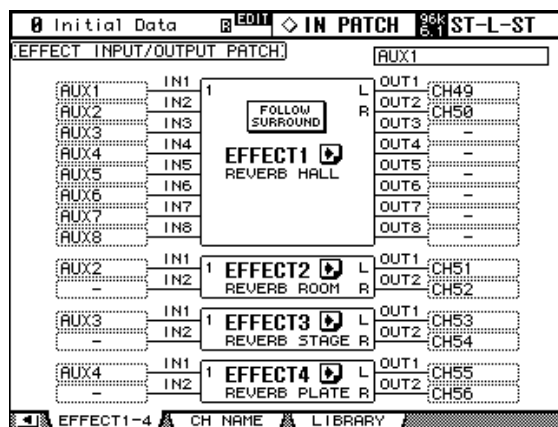 0 Initial Data EDIT ◇ IN PATCH 96k 6.1 ST-L-ST
EFFECT INPUT/OUTPUT PATCH
AUX1
AUX1 IN1 1 L OUT1 CH49
AUX2 IN2 R OUT2 CH50
AUX3 IN3 FOLLOW SURROUND OUT3 -
AUX4 IN4 EFFECT1 OUT4 -
AUX5 IN5 REVERB HALL OUT5 -
AUX6 IN6 OUT6 -
AUX7 IN7 OUT7 -
AUX8 IN8 OUT8 -
AUX2 IN1 1 EFFECT2 L OUT1 CH51
- IN2 REVERB ROOM R OUT2 CH52
AUX3 IN1 1 EFFECT3 L OUT1 CH53
- IN2 REVERB STAGE R OUT2 CH54
AUX4 IN1 1 EFFECT4 L OUT1 CH55
- IN2 REVERB PLATE R OUT2 CH56
EFFECT1-4 CH NAME LIBRARY